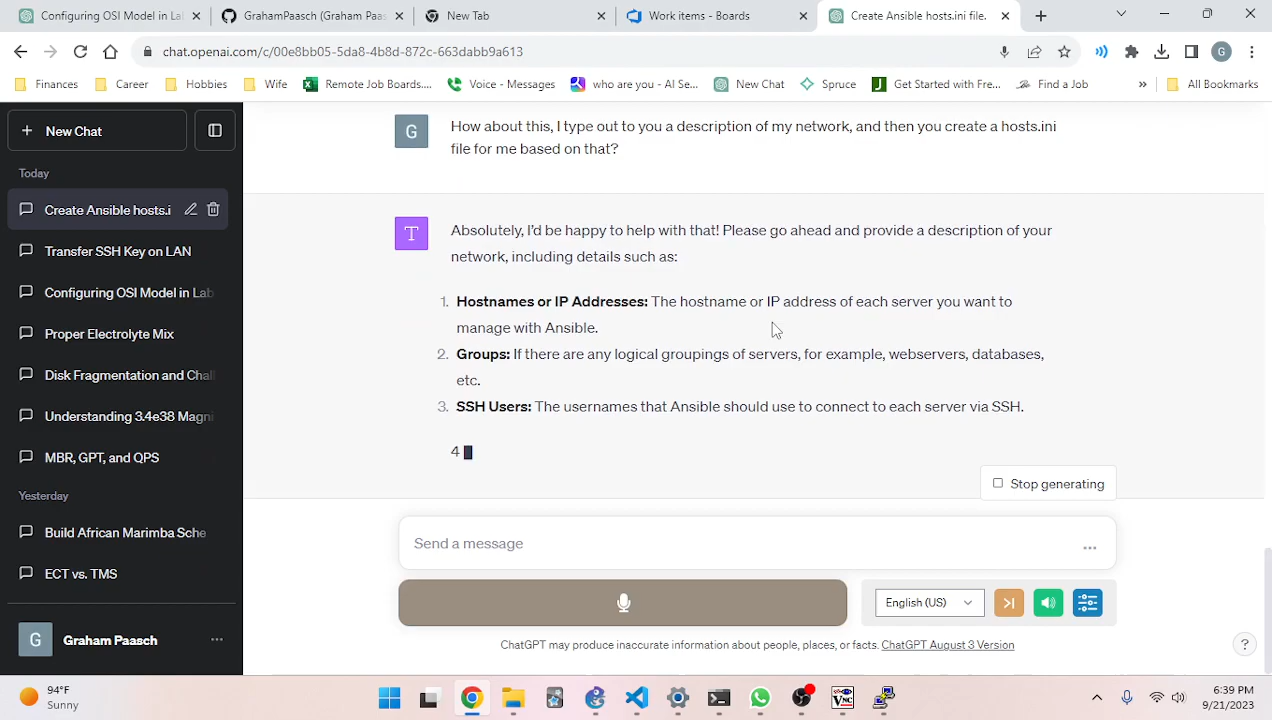 Configuring OSI Model in Lab
GrahamPaasch (Graham Paas
New Tab
Work items - Boards
Create Ansible hosts.ini file.
chat.openai.com/c/00e8bb05-5da8-4b8d-872c-663dabb9a613
G
Finances
Career
Hobbies
Wife
Remote Job Boards....
Voice - Messages
who are you - AI Se...
New Chat
Spruce
Get Started with Fre...
Find a Job
»
All Bookmarks
+ New Chat
Today
Create Ansible hosts.i
Transfer SSH Key on LAN
Configuring OSI Model in Lab
Proper Electrolyte Mix
Disk Fragmentation and Chall
Understanding 3.4e38 Magni
MBR, GPT, and QPS
Yesterday
Build African Marimba Sche
ECT vs. TMS
G
Graham Paasch
...
G
How about this, I type out to you a description of my network, and then you create a hosts.ini
file for me based on that?
T
Absolutely, I'd be happy to help with that! Please go ahead and provide a description of your
network, including details such as:
1. Hostnames or IP Addresses: The hostname or IP address of each server you want to
manage with Ansible.
2. Groups: If there are any logical groupings of servers, for example, webservers, databases,
etc.
3. SSH Users: The usernames that Ansible should use to connect to each server via SSH.
4
Stop generating
Send a message
...
English (US)
ChatGPT may produce inaccurate information about people, places, or facts. ChatGPT August 3 Version
?
94°F
Sunny
VNC
6:39 PM
9/21/2023